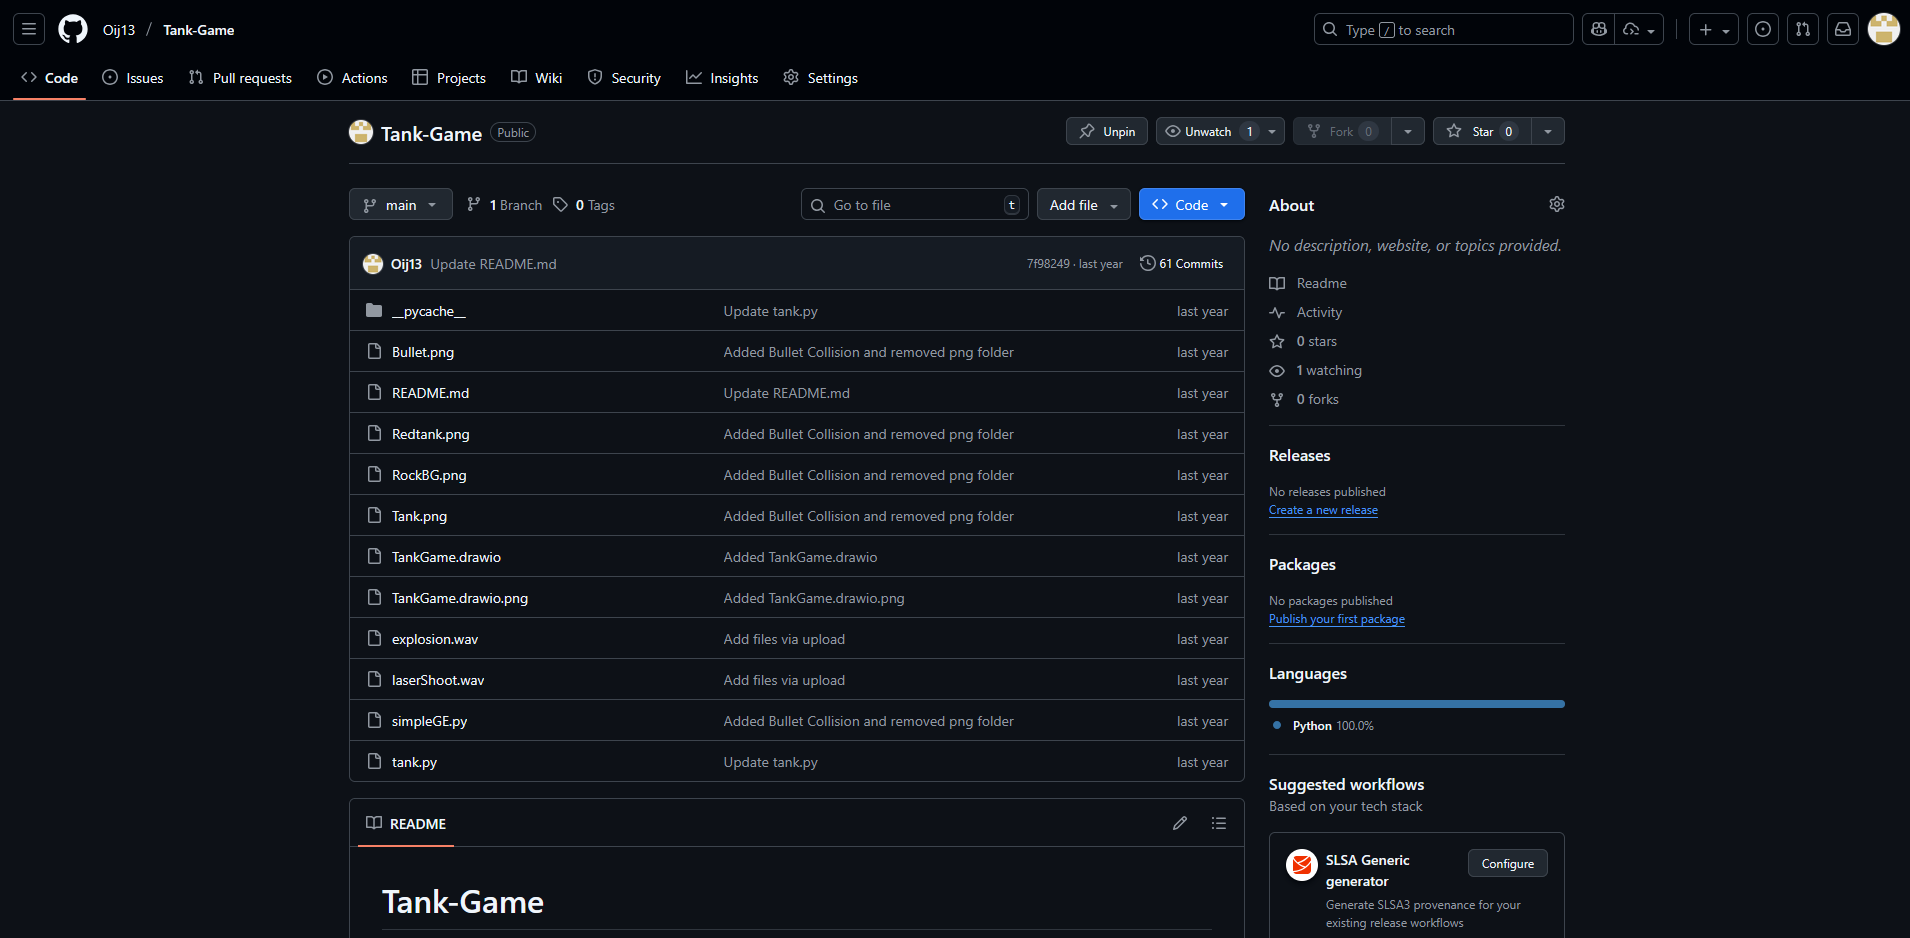 Oij13 / Tank-Game
Type / to search
Code Issues Pull requests Actions Projects Wiki Security Insights Settings
Tank-Game Public
Unpin Unwatch 1 Fork 0 Star 0
main 1 Branch 0 Tags
Go to file t Add file Code
Oij13 Update README.md 7f98249 · last year 61 Commits
__pycache__ Update tank.py last year
Bullet.png Added Bullet Collision and removed png folder last year
README.md Update README.md last year
Redtank.png Added Bullet Collision and removed png folder last year
RockBG.png Added Bullet Collision and removed png folder last year
Tank.png Added Bullet Collision and removed png folder last year
TankGame.drawio Added TankGame.drawio last year
TankGame.drawio.png Added TankGame.drawio.png last year
explosion.wav Add files via upload last year
laserShoot.wav Add files via upload last year
simpleGE.py Added Bullet Collision and removed png folder last year
tank.py Update tank.py last year
README
Tank-Game
About
No description, website, or topics provided.
Readme
Activity
0 stars
1 watching
0 forks
Releases
No releases published
Create a new release
Packages
No packages published
Publish your first package
Languages
Python 100.0%
Suggested workflows
Based on your tech stack
SLSA Generic
generator
Configure
Generate SLSA3 provenance for your
existing release workflows